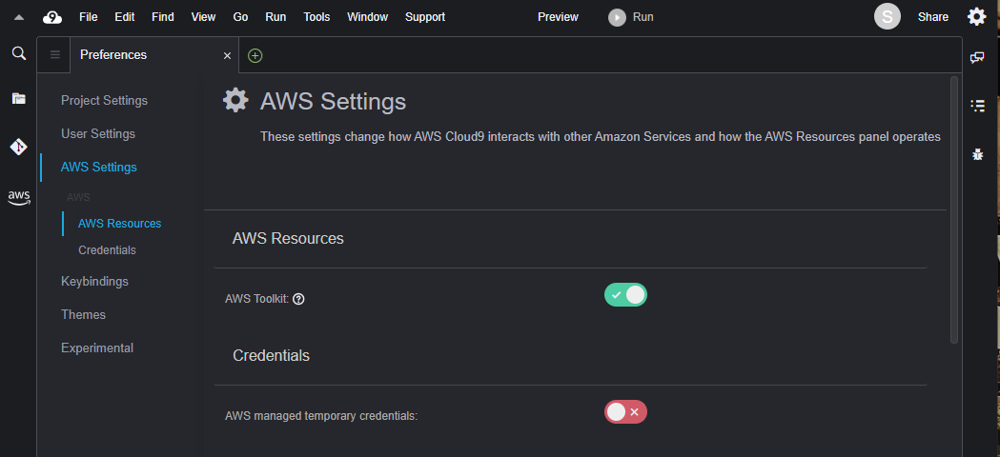 9 File Edit Find View Go Run Tools Window Support Preview Run S Share
Preferences
Project Settings
User Settings
AWS Settings
AWS
AWS Resources
Credentials
Keybindings
Themes
Experimental
aws
AWS Settings
These settings change how AWS Cloud9 interacts with other Amazon Services and how the AWS Resources panel operates
AWS Resources
AWS Toolkit: ?
Credentials
AWS managed temporary credentials: